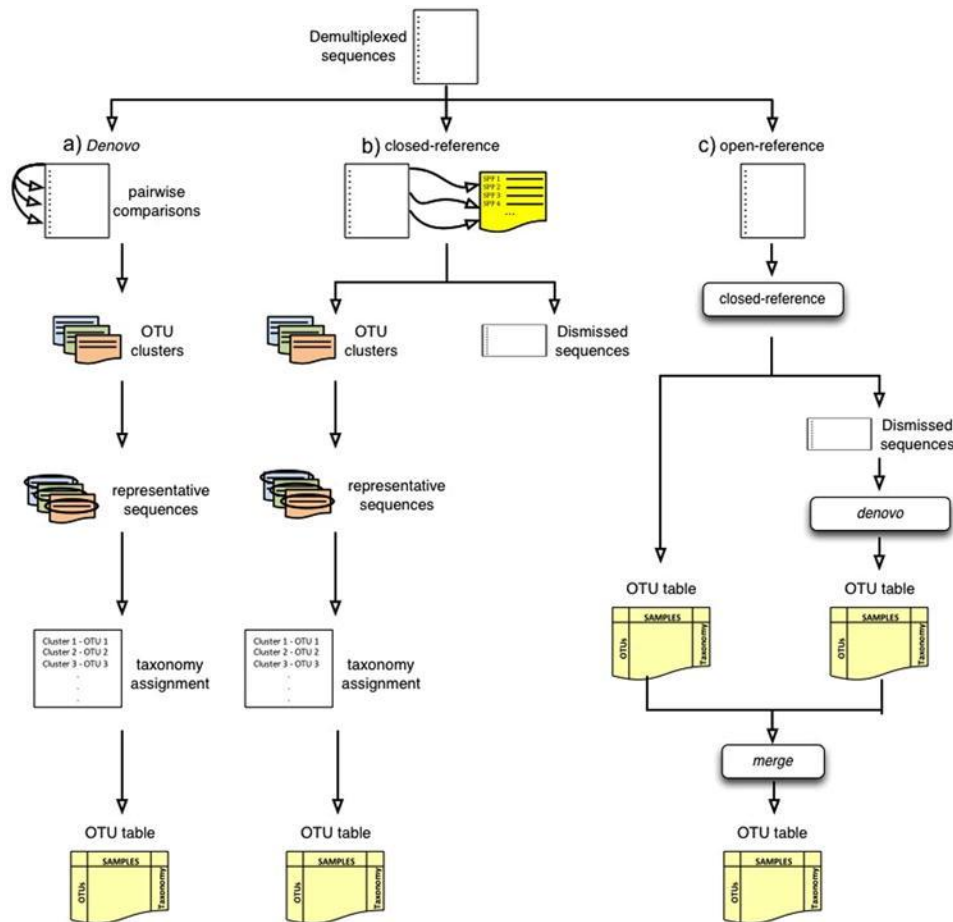 Demultiplexed
sequences
a) Denovo
pairwise
comparisons
OTU
clusters
representative
sequences
Cluster 1 - OTU 1
Cluster 2 - OTU 2
Cluster 3 - OTU 3
.
.
.
taxonomy
assignment
OTU table
SAMPLES
OTUs
Taxonomy
b) closed-reference
SPP 1
SPP 2
SPP 3
SPP 4
...
OTU
clusters
Dismissed
sequences
representative
sequences
Cluster 1 - OTU 1
Cluster 2 - OTU 2
Cluster 3 - OTU 3
.
.
.
taxonomy
assignment
OTU table
SAMPLES
OTUs
Taxonomy
c) open-reference
closed-reference
Dismissed
sequences
denovo
OTU table
SAMPLES
OTUs
Taxonomy
OTU table
SAMPLES
OTUs
Taxonomy
merge
OTU table
SAMPLES
OTUs
Taxonomy